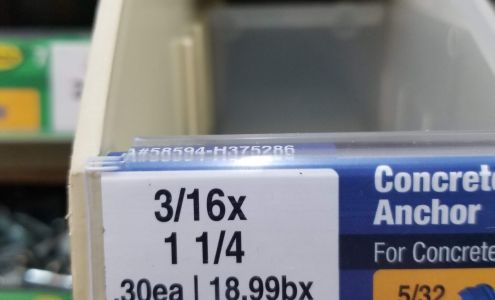 A#58594-H375286
3/16x
1 1/4
.30ea | 18.99bx
Concrete
Anchor
For Concrete
5/32